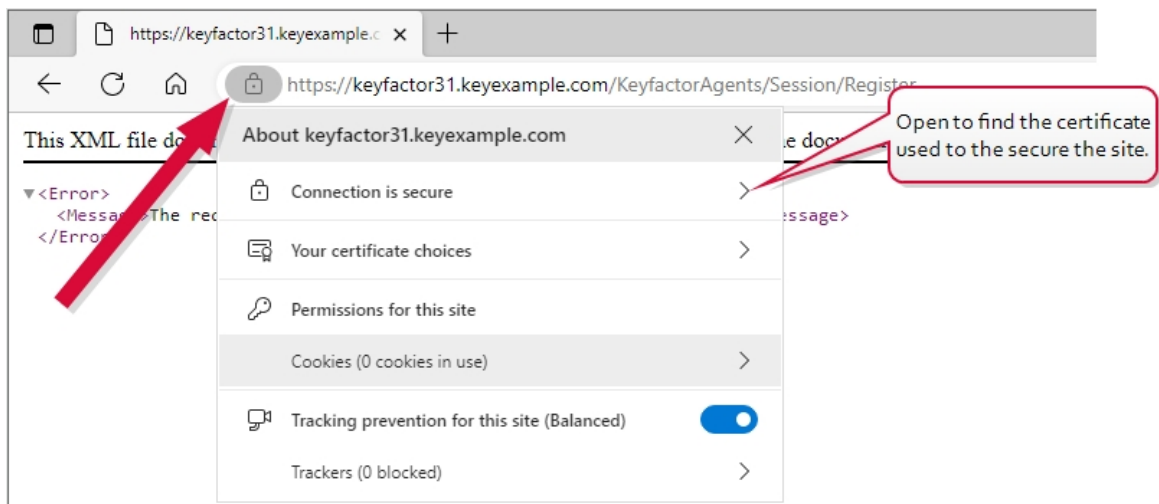 https://keyfactor31.keyexample.c
https://keyfactor31.keyexample.com/KeyfactorAgents/Session/Register
This XML file do
e doc
About keyfactor31.keyexample.com
Open to find the certificate
used to the secure the site.
<Error>
<Messa
>The rec
essage>
</Erro
Connection is secure
Your certificate choices
Permissions for this site
Cookies (0 cookies in use)
Tracking prevention for this site (Balanced)
Trackers (0 blocked)